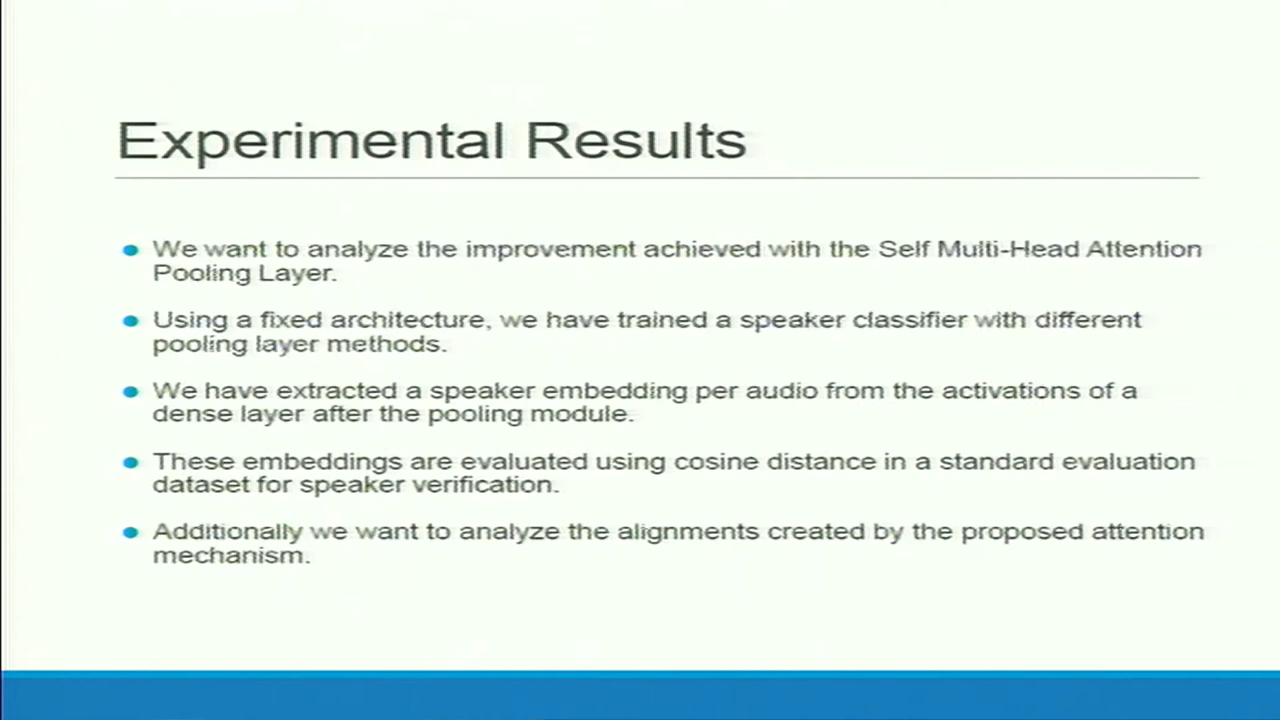 Experimental Results
We want to analyze the improvement achieved with the Self Multi-Head Attention
Pooling Layer.
Using a fixed architecture, we have trained a speaker classifier with different
pooling layer methods.
We have extracted a speaker embedding per audio from the activations of a
dense layer after the pooling module.
These embeddings are evaluated using cosine distance in a standard evaluation
dataset for speaker verification.
Additionally we want to analyze the alignments created by the proposed attention
mechanism.